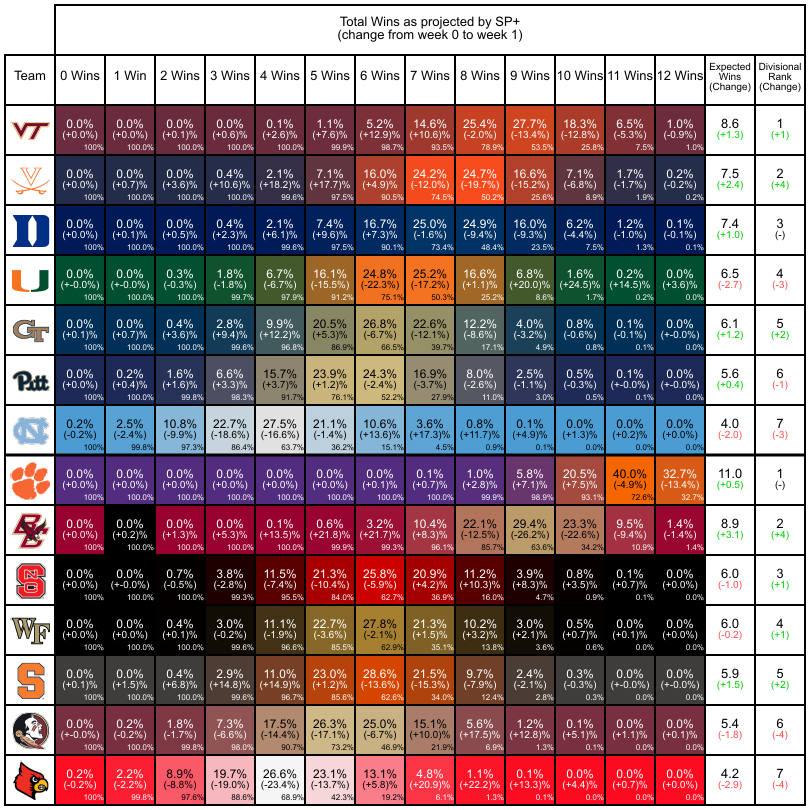 Total Wins as projected by SP+
(change from week 0 to week 1)
Team 0 Wins 1 Win 2 Wins 3 Wins 4 Wins 5 Wins 6 Wins 7 Wins 8 Wins 9 Wins 10 Wins 11 Wins 12 Wins Expected Wins (Change) Divisional Rank (Change)
VT 0.0% 0.0% 0.0% 0.0% 0.1% 1.1% 5.2% 14.6% 25.4% 27.7% 18.3% 6.5% 1.0% 8.6 1
(+0.0%) (+0.0%) (+0.1%) (+0.6%) (+2.6%) (+7.6%) (+12.9%) (+10.6%) (-2.0%) (-13.4%) (-12.8%) (-5.3%) (-0.9%) (+1.3) (+1)
100% 100.0% 100.0% 100.0% 100.0% 99.9% 98.7% 93.5% 78.9% 53.5% 25.8% 7.5% 1.0%
0.0% 0.0% 0.0% 0.4% 2.1% 7.1% 16.0% 24.2% 24.7% 16.6% 7.1% 1.7% 0.2% 7.5 2
(+0.0%) (+0.7%) (+3.6%) (+10.6%) (+18.2%) (+17.7%) (+4.9%) (-12.0%) (-19.7%) (-15.2%) (-6.8%) (-1.7%) (-0.2%) (+2.4) (+4)
100% 100.0% 100.0% 100.0% 99.6% 97.5% 90.5% 74.5% 50.2% 25.6% 8.9% 1.9% 0.2%
D 0.0% 0.0% 0.0% 0.4% 2.1% 7.4% 16.7% 25.0% 24.9% 16.0% 6.2% 1.2% 0.1% 7.4 3
(+0.0%) (+0.1%) (+0.5%) (+2.3%) (+6.1%) (+9.6%) (+7.3%) (-1.6%) (-9.4%) (-9.3%) (-4.4%) (-1.0%) (-0.1%) (+1.0) (-)
100% 100.0% 100.0% 100.0% 99.6% 97.5% 90.1% 73.4% 48.4% 23.5% 7.5% 1.3% 0.1%
U 0.0% 0.0% 0.3% 1.8% 6.7% 16.1% 24.8% 25.2% 16.6% 6.8% 1.6% 0.2% 0.0% 6.5 4
(+-0.0%) (+-0.0%) (-0.3%) (-1.8%) (-6.7%) (-15.5%) (-22.3%) (-17.2%) (+1.1%) (+20.0%) (+24.5%) (+14.5%) (+3.6%) (-2.7) (-3)
100% 100.0% 100.0% 99.7% 97.9% 91.2% 75.1% 50.3% 25.2% 8.6% 1.7% 0.2% 0.0%
GT 0.0% 0.0% 0.4% 2.8% 9.9% 20.5% 26.8% 22.6% 12.2% 4.0% 0.8% 0.1% 0.0% 6.1 5
(+0.1%) (+0.7%) (+3.6%) (+9.4%) (+12.2%) (+5.3%) (-6.7%) (-12.1%) (-8.6%) (-3.2%) (-0.6%) (-0.1%) (-0.0%) (+1.2) (+2)
100% 100.0% 100.0% 99.6% 96.8% 86.9% 66.5% 39.7% 17.1% 4.9% 0.8% 0.1% 0.0%
Pitt 0.0% 0.2% 1.6% 6.6% 15.7% 23.9% 24.3% 16.9% 8.0% 2.5% 0.5% 0.1% 0.0% 5.6 6
(+0.0%) (+0.4%) (+1.6%) (+3.3%) (+3.7%) (+1.2%) (-2.4%) (-3.7%) (-2.6%) (-1.1%) (-0.3%) (+-0.0%) (+-0.0%) (+0.4) (-1)
100% 100.0% 99.8% 98.3% 91.7% 76.1% 52.2% 27.9% 11.0% 3.0% 0.5% 0.1% 0.0%
NC 0.2% 2.5% 10.8% 22.7% 27.5% 21.1% 10.6% 3.6% 0.8% 0.1% 0.0% 0.0% 0.0% 4.0 7
(-0.2%) (-2.4%) (-9.9%) (-18.6%) (-16.6%) (-1.4%) (+13.6%) (+17.3%) (+11.7%) (+4.9%) (+1.3%) (+0.2%) (+0.0%) (-2.0) (-3)
100% 99.8% 97.3% 86.4% 63.7% 36.2% 15.1% 4.5% 0.9% 0.1% 0.0% 0.0% 0.0%
0.0% 0.0% 0.0% 0.0% 0.0% 0.0% 0.0% 0.1% 1.0% 5.8% 20.5% 40.0% 32.7% 11.0 1
(+0.0%) (+0.0%) (+0.0%) (+0.0%) (+0.0%) (+0.0%) (+0.1%) (+0.7%) (+2.8%) (+7.1%) (+7.5%) (-4.9%) (-13.4%) (+0.5) (-)
100% 100.0% 100.0% 100.0% 100.0% 100.0% 100.0% 100.0% 99.9% 98.9% 93.1% 72.6% 32.7%
BC 0.0% 0.0% 0.0% 0.0% 0.1% 0.6% 3.2% 10.4% 22.1% 29.4% 23.3% 9.5% 1.4% 8.9 2
(+0.0%) (+0.2%) (+1.3%) (+5.3%) (+13.5%) (+21.8%) (+21.7%) (+8.3%) (-12.5%) (-26.2%) (-22.6%) (-9.4%) (-1.4%) (+3.1) (+4)
100% 100.0% 100.0% 100.0% 100.0% 99.9% 99.3% 96.1% 85.7% 63.6% 34.2% 10.9% 1.4%
NCS 0.0% 0.0% 0.7% 3.8% 11.5% 21.3% 25.8% 20.9% 11.2% 3.9% 0.8% 0.1% 0.0% 6.0 3
(+0.0%) (+-0.0%) (-0.5%) (-2.8%) (-7.4%) (-10.4%) (-5.9%) (+4.2%) (+10.3%) (+8.3%) (+3.5%) (+0.7%) (+0.0%) (-1.0) (+1)
100% 100.0% 100.0% 99.3% 95.5% 84.0% 62.7% 36.9% 16.0% 4.7% 0.9% 0.1% 0.0%
WF 0.0% 0.0% 0.4% 3.0% 11.1% 22.7% 27.8% 21.3% 10.2% 3.0% 0.5% 0.0% 0.0% 6.0 4
(+0.0%) (+0.0%) (+0.1%) (-0.2%) (-1.9%) (-3.6%) (-2.1%) (+1.5%) (+3.2%) (+2.1%) (+0.7%) (+0.1%) (+0.0%) (-0.2) (+1)
100% 100.0% 100.0% 99.6% 96.6% 85.5% 62.9% 35.1% 13.8% 3.6% 0.6% 0.0% 0.0%
S 0.0% 0.0% 0.4% 2.9% 11.0% 23.0% 28.6% 21.5% 9.7% 2.4% 0.3% 0.0% 0.0% 5.9 5
(+0.1%) (+1.5%) (+6.8%) (+14.8%) (+14.9%) (+1.2%) (-13.6%) (-15.3%) (-7.9%) (-2.1%) (-0.3%) (+-0.0%) (+-0.0%) (+1.5) (+2)
100% 100.0% 100.0% 99.6% 96.7% 85.6% 62.6% 34.0% 12.4% 2.8% 0.3% 0.0% 0.0%
0.0% 0.2% 1.8% 7.3% 17.5% 26.3% 25.0% 15.1% 5.6% 1.2% 0.1% 0.0% 0.0% 5.4 6
(+-0.0%) (-0.2%) (-1.7%) (-6.6%) (-14.4%) (-17.1%) (-6.7%) (+10.0%) (+17.5%) (+12.8%) (+5.1%) (+1.1%) (+0.1%) (-1.8) (-4)
100% 100.0% 99.8% 98.0% 90.7% 73.2% 46.9% 21.9% 6.9% 1.3% 0.1% 0.0% 0.0%
0.2% 2.2% 8.9% 19.7% 26.6% 23.1% 13.1% 4.8% 1.1% 0.1% 0.0% 0.0% 0.0% 4.2 7
(-0.2%) (-2.2%) (-8.8%) (-19.0%) (-23.4%) (-13.7%) (+5.8%) (+20.9%) (+22.2%) (+13.3%) (+4.4%) (+0.7%) (+0.0%) (-2.9) (-4)
100% 99.8% 97.6% 88.6% 68.9% 42.3% 19.2% 6.1% 1.3% 0.1% 0.0% 0.0% 0.0%